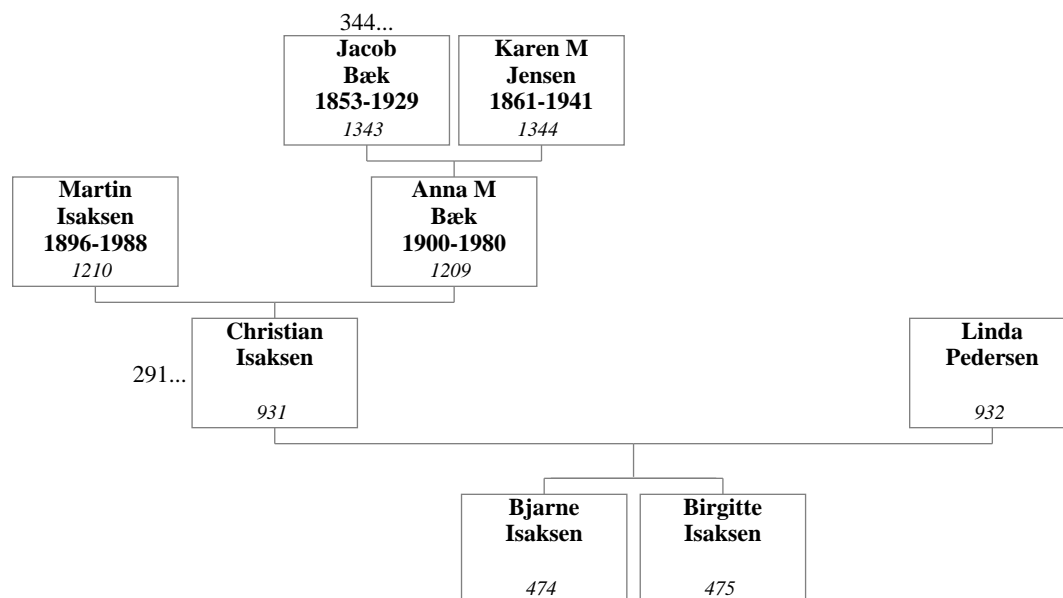 344...
Jacob
Bæk
1853-1929
1343
Karen M
Jensen
1861-1941
1344
Martin
Isaksen
1896-1988
1210
Anna M
Bæk
1900-1980
1209
291...
Christian
Isaksen
931
Linda
Pedersen
932
Bjarne
Isaksen
474
Birgitte
Isaksen
475